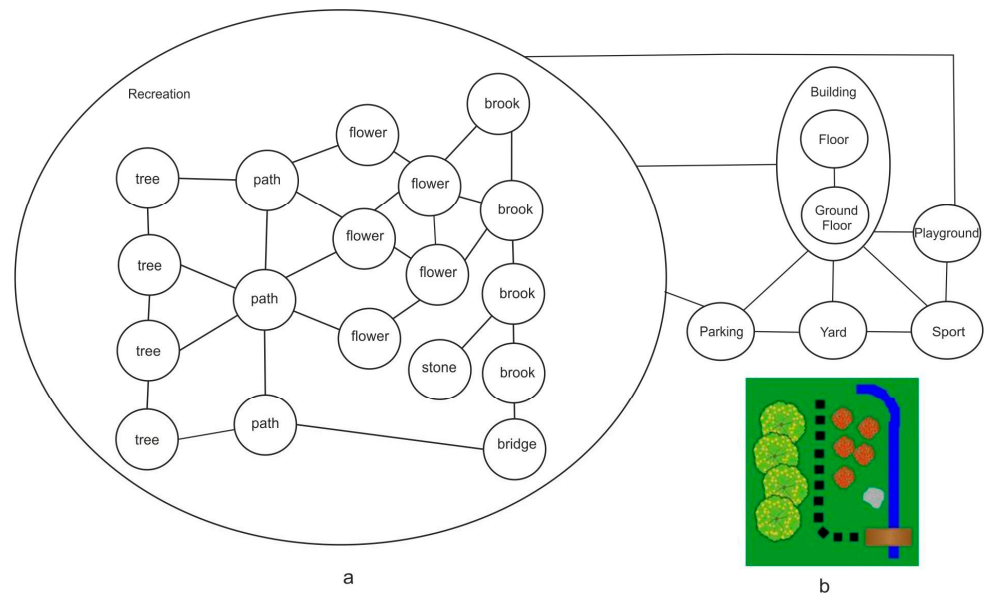 Recreation
brook
Building
flower
Floor
tree
path
flower
brook
Ground
Floor
flower
Playground
tree
flower
path
brook
Parking
Yard
Sport
flower
tree
stone
brook
path
tree
bridge
a
b